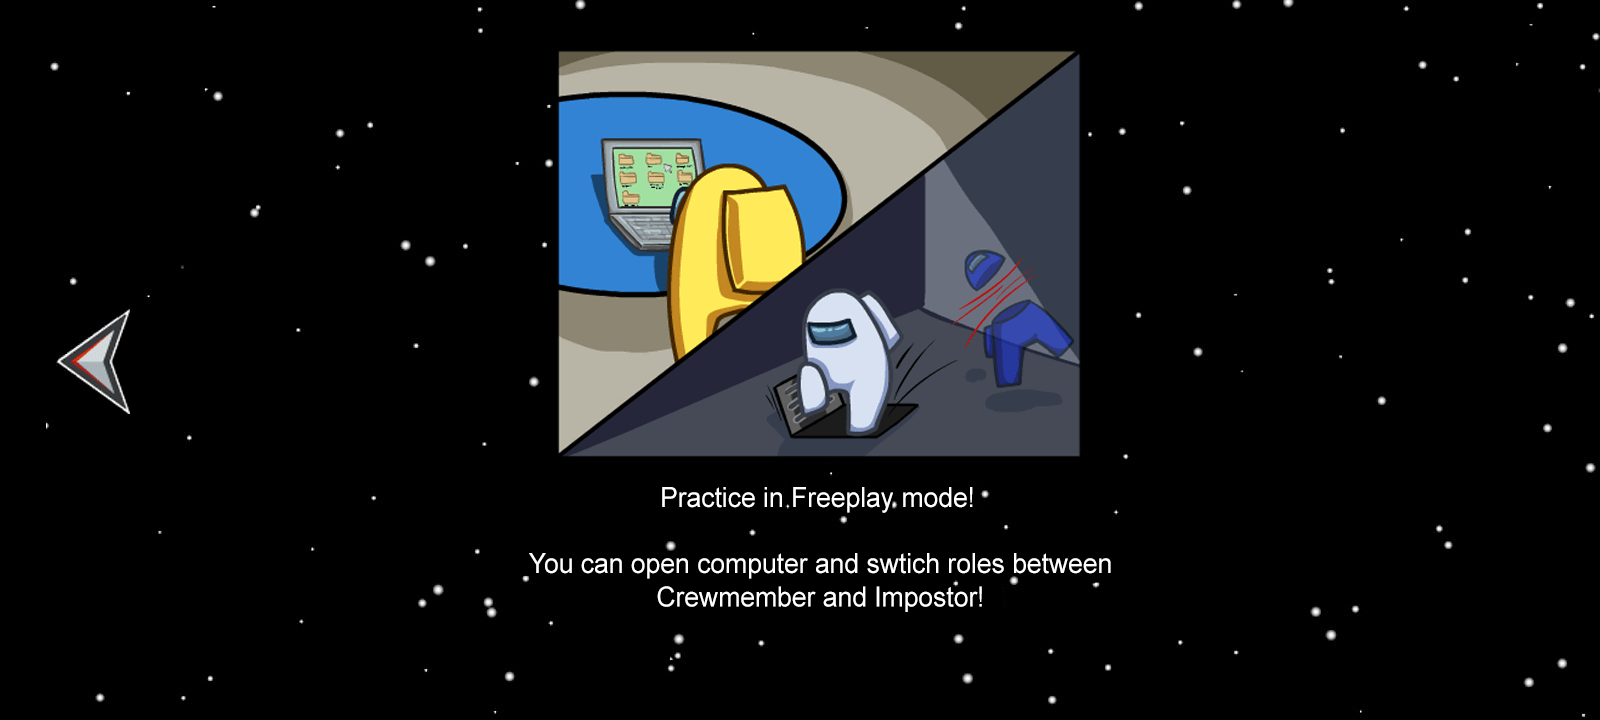 Practice in Freeplay mode!
You can open computer and swtich roles between
Crewmember and Impostor!